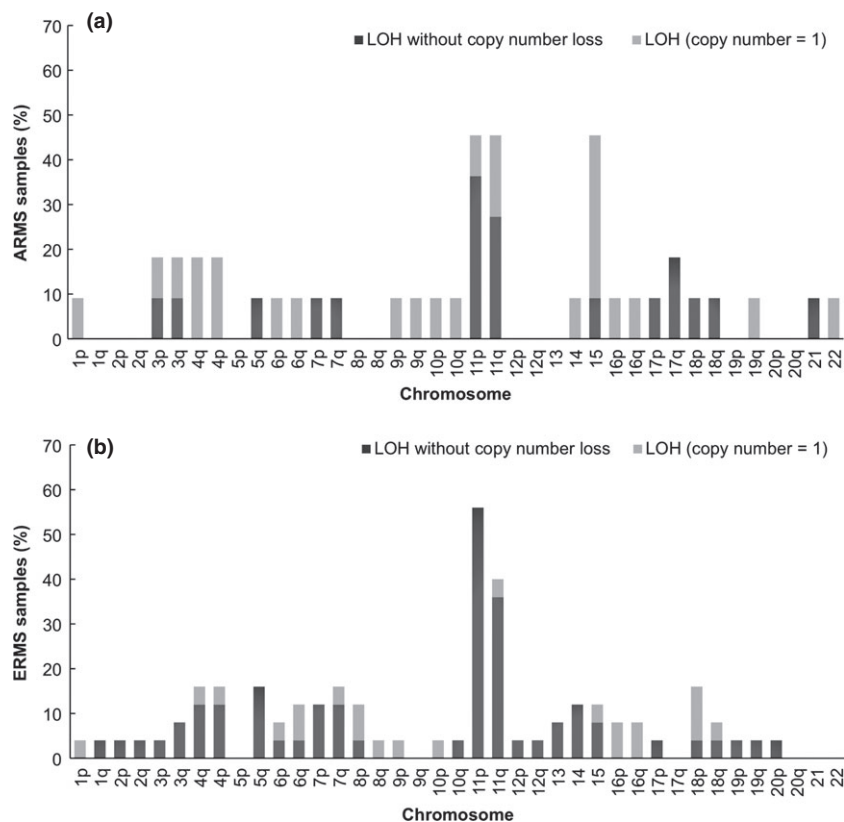 (a)
LOH without copy number loss LOH (copy number = 1)
70
60
50
40
30
20
10
0
ARMS samples (%)
1p 1q 2p 2q 3p 3q 4q 4p 5p 5q 6p 6q 7p 7q 8p 8q 9p 9q 10p 10q 11p 11q 12p 12q 13 14 15 16p 16q 17p 17q 18p 18q 19p 19q 20p 20q 21 22
Chromosome
(b)
LOH without copy number loss LOH (copy number = 1)
70
60
50
40
30
20
10
0
ERMS samples (%)
1p 1q 2p 2q 3p 3q 4q 4p 5p 5q 6p 6q 7p 7q 8p 8q 9p 9q 10p 10q 11p 11q 12p 12q 13 14 15 16p 16q 17p 17q 18p 18q 19p 19q 20p 20q 21 22
Chromosome